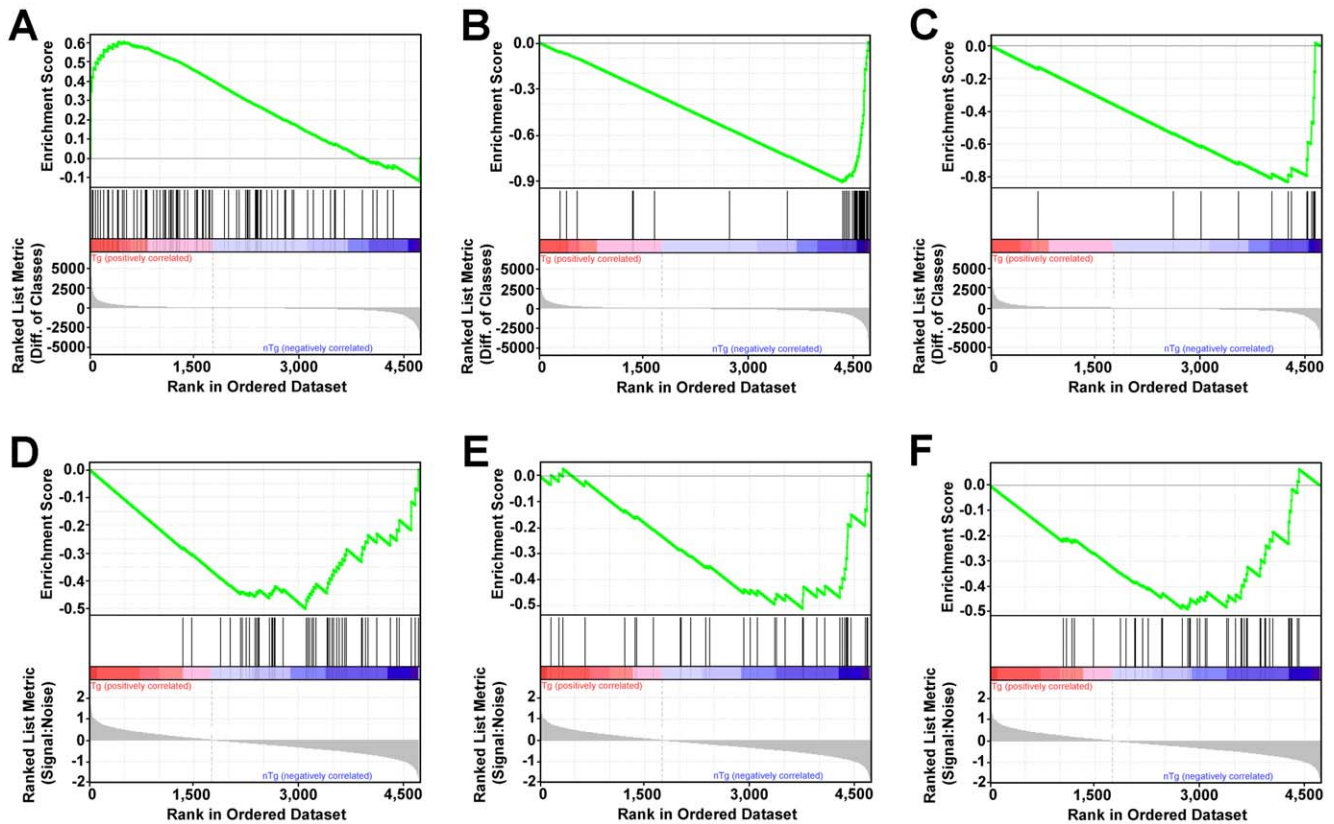 A
Enrichment Score
0.6
0.5
0.4
0.3
0.2
0.1
0.0
-0.1
Tg (positively correlated)
Ranked List Metric
(Diff. of Classes)
5000
2500
0
-2500
-5000
nTg (negatively correlated)
0 1,500 3,000 4,500
Rank in Ordered Dataset
B
Enrichment Score
0.0
-0.3
-0.6
-0.9
Tg (positively correlated)
Ranked List Metric
(Diff. of Classes)
5000
2500
0
-2500
5000
nTg (negatively correlated)
0 1,500 3,000 4,500
Rank in Ordered Dataset
C
Enrichment Score
0.0
-0.2
-0.4
-0.6
-0.8
Tg (positively correlated)
Ranked List Metric
(Diff. of Classes)
5000
2500
0
-2500
-5000
nTg (negatively correlated)
0 1,500 3,000 4,500
Rank in Ordered Dataset
D
Enrichment Score
0.0
-0.1
-0.2
-0.3
-0.4
-0.5
Tg (positively correlated)
Ranked List Metric
(Signal:Noise)
2
1
0
-1
-2
nTg (negatively correlated)
0 1,500 3,000 4,500
Rank in Ordered Dataset
E
Enrichment Score
0.0
-0.1
-0.2
-0.3
-0.4
-0.5
Tg (positively correlated)
Ranked List Metric
(Signal:Noise)
2
1
0
-1
-2
nTg (negatively correlated)
0 1,500 3,000 4,500
Rank in Ordered Dataset
F
Enrichment Score
0.0
-0.1
-0.2
-0.3
-0.4
-0.5
Tg (positively correlated)
Ranked List Metric
(Signal:Noise)
2
1
0
-1
-2
nTg (negatively correlated)
0 1,500 3,000 4,500
Rank in Ordered Dataset